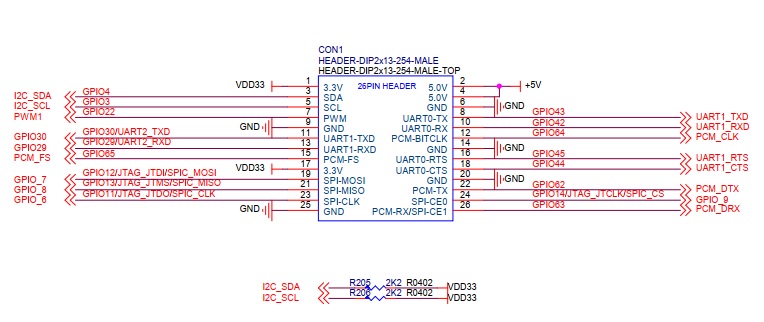 CON1
HEADER-DIP2x13-254-MALE
HEADER-DIP2x13-254-MALE-TOP
26PIN HEADER
VDD33 1 3.3V 5.0V 2 +5V
I2C_SDA GPIO4 3 SDA 5.0V 4
I2C_SCL GPIO3 5 SCL GND 6 GND
PWM1 GPIO22 7 PWM UART0-TX 8 GPIO43 UART1_TXD
GND 9 GND UART0-RX 10 GPIO42 UART1_RXD
GPIO30 GPIO30/UART2_TXD 11 UART1-TXD PCM-BITCLK 12 GPIO64 PCM_CLK
GPIO29 GPIO29/UART2_RXD 13 UART1-RXD GND 14 GND
PCM_FS GPIO65 15 PCM-FS UART0-RTS 16 GPIO45 UART1_RTS
VDD33 17 3.3V UART0-CTS 18 GPIO44 UART1_CTS
GPIO_7 GPIO12/JTAG_JTDI/SPIC_MOSI 19 SPI-MOSI GND 20 GND
GPIO_8 GPIO13/JTAG_JTMS/SPIC_MISO 21 SPI-MISO PCM-TX 22 GPIO62 PCM_DTX
GPIO_6 GPIO11/JTAG_JTDO/SPIC_CLK 23 SPI-CLK SPI-CE0 24 GPIO14/JTAG_JTCLK/SPIC_CS GPIO_9
GND 25 GND PCM-RX/SPI-CE1 26 GPIO63 PCM_DRX
I2C_SDA R205 2K2 R0402 VDD33
I2C_SCL R206 2K2 R0402 VDD33